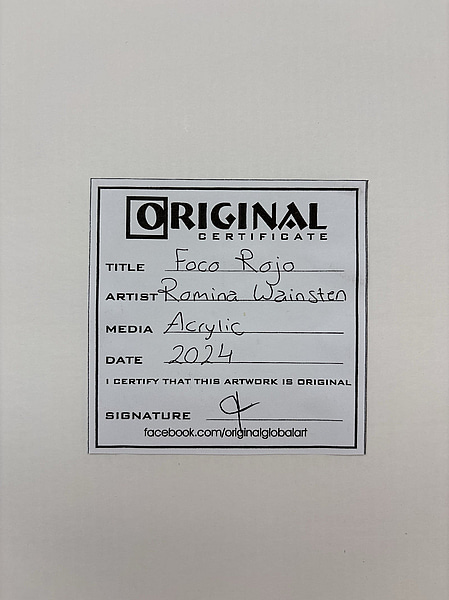 ORIGINAL
CERTIFICATE
TITLE Foco Rojo
ARTIST Romina Wainsten
MEDIA Acrylic
DATE 2024
I CERTIFY THAT THIS ARTWORK IS ORIGINAL
SIGNATURE
facebook.com/originalglobalart